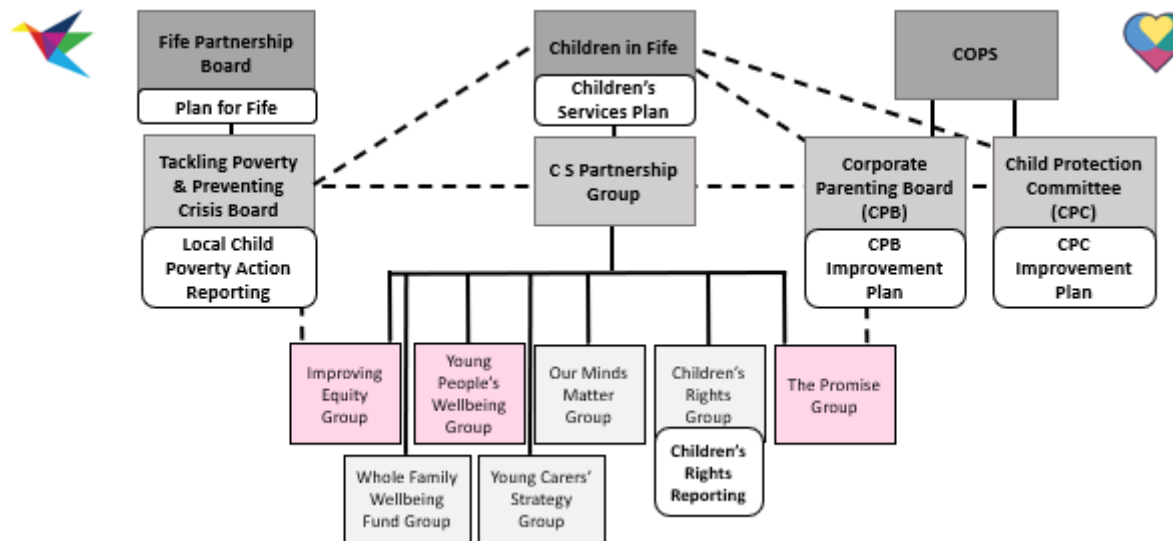 Fife Partnership
Board
Plan for Fife
Children in Fife
Children's
Services Plan
COPS
Tackling Poverty
& Preventing
Crisis Board
Local Child
Poverty Action
Reporting
C S Partnership
Group
Corporate
Parenting Board
(CPB)
CPB
Improvement
Plan
Child Protection
Committee
(CPC)
CPC
Improvement
Plan
Improving
Equity
Group
Young
People's
Wellbeing
Group
Our Minds
Matter
Group
Children's
Rights
Group
Children's
Rights
Reporting
The Promise
Group
Whole Family
Wellbeing
Fund Group
Young Carers'
Strategy
Group